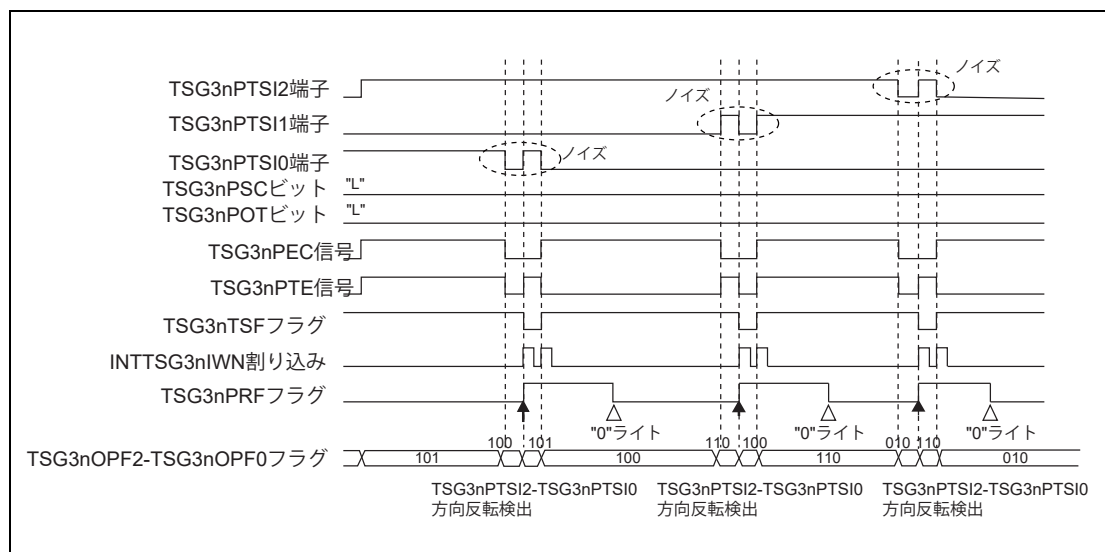 ノイズ
TSG3nPTSI2端子
ノイズ
TSG3nPTSI1端子
ノイズ
TSG3nPTSI0端子
TSG3nPSCビット "L"
TSG3nPOTビット "L"
TSG3nPEC信号
TSG3nPTE信号
TSG3nTSFフラグ
INTTSG3nIWN割り込み
TSG3nPRFフラグ
"0"ライト "0"ライト "0"ライト
100 101 110 100 010 110
TSG3nOPF2-TSG3nOPF0フラグ 101 100 110 010
TSG3nPTSI2-TSG3nPTSI0 TSG3nPTSI2-TSG3nPTSI0 TSG3nPTSI2-TSG3nPTSI0
方向反転検出 方向反転検出 方向反転検出